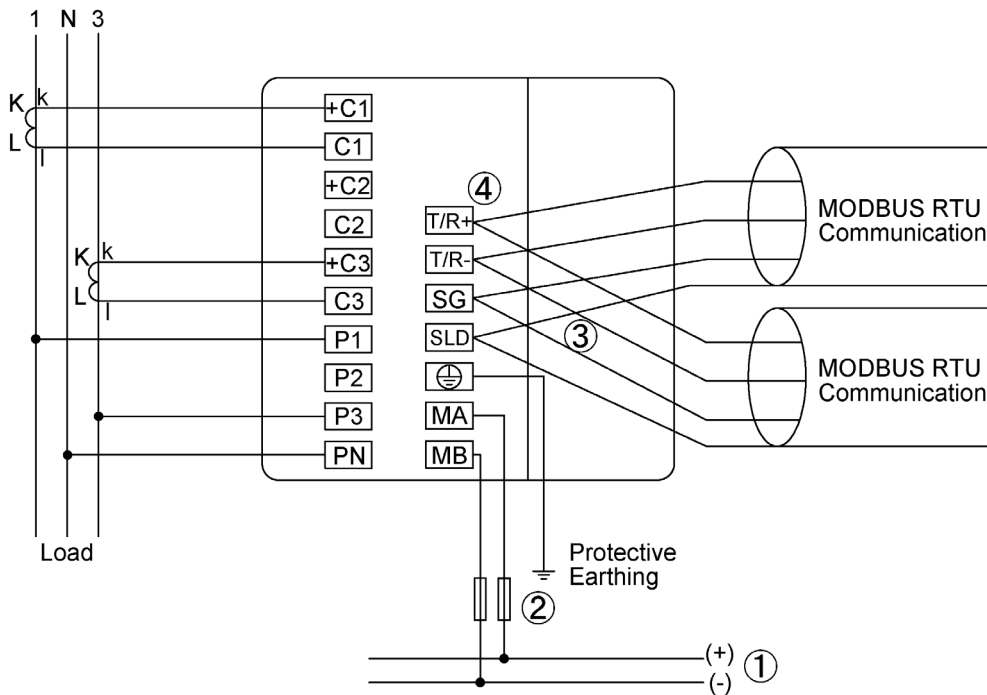 1 N 3
K k
L l
+C1
C1
+C2
C2
K k
L l
+C3
C3
P1
P2
P3
PN
④
T/R+
T/R-
SG
SLD
③
MA
MB
MODBUS RTU
Communication
MODBUS RTU
Communication
Load
Protective
Earthing
②
(+)
(-)
①